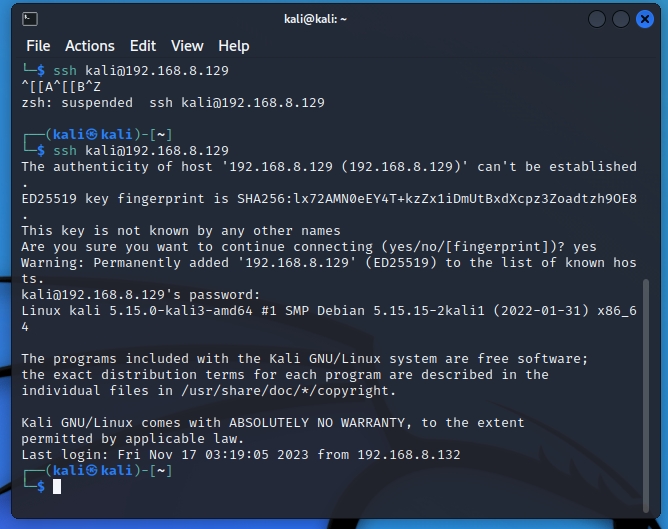 kali@kali: ~
File Actions Edit View Help
└─$ ssh kali@192.168.8.129
^[[A^[[B^Z
zsh: suspended  ssh kali@192.168.8.129
┌──(kali㉿kali)-[~]
└─$ ssh kali@192.168.8.129
The authenticity of host '192.168.8.129 (192.168.8.129)' can't be established
.
ED25519 key fingerprint is SHA256:lx72AMN0eEY4T+kzZx1iDmUtBxdXcpz3Zoadtzh9OE8
.
This key is not known by any other names
Are you sure you want to continue connecting (yes/no/[fingerprint])? yes
Warning: Permanently added '192.168.8.129' (ED25519) to the list of known hos
ts.
kali@192.168.8.129's password:
Linux kali 5.15.0-kali3-amd64 #1 SMP Debian 5.15.15-2kali1 (2022-01-31) x86_6
4
The programs included with the Kali GNU/Linux system are free software;
the exact distribution terms for each program are described in the
individual files in /usr/share/doc/*/copyright.
Kali GNU/Linux comes with ABSOLUTELY NO WARRANTY, to the extent
permitted by applicable law.
Last login: Fri Nov 17 03:19:05 2023 from 192.168.8.132
┌──(kali㉿kali)-[~]
└─$